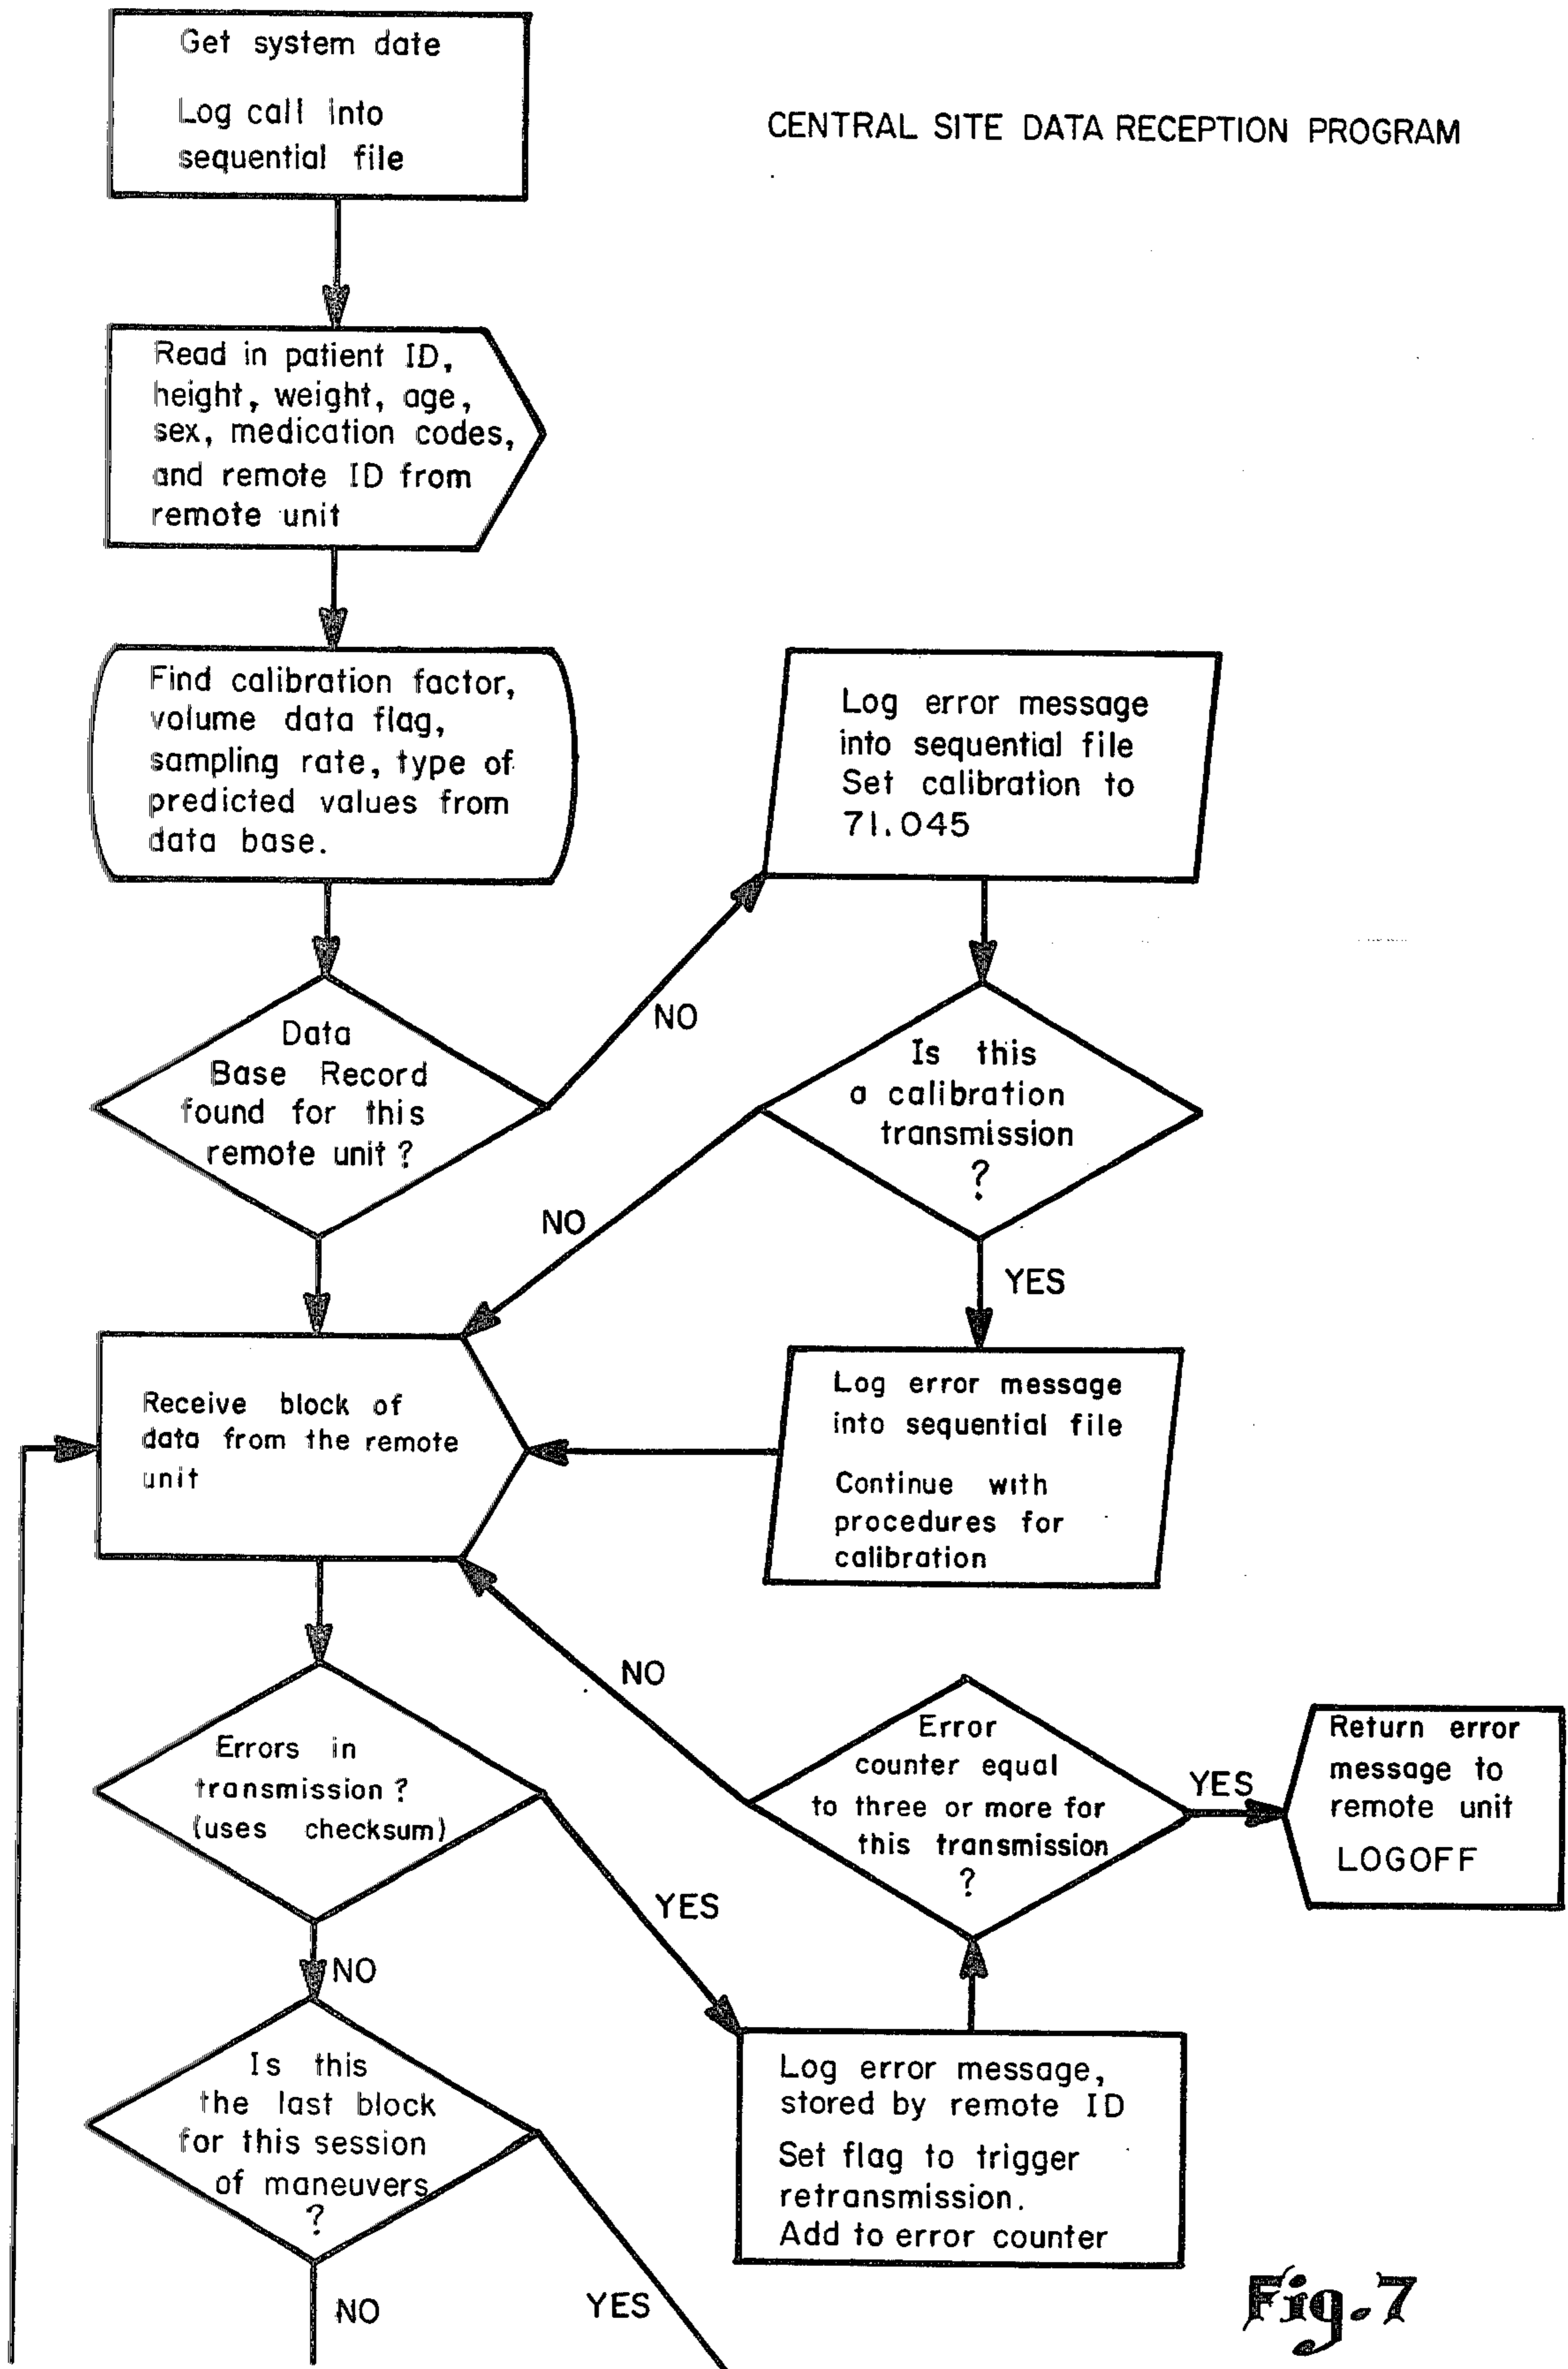 Get system date
Log call into
sequential file
CENTRAL SITE DATA RECEPTION PROGRAM
Read in patient ID,
height, weight, age,
sex, medication codes,
and remote ID from
remote unit
Find calibration factor,
volume data flag,
sampling rate, type of
predicted values from
data base.
Log error message
into sequential file
Set calibration to
71.045
Data
Base Record
found for this
remote unit?
NO
Is this
a calibration
transmission
?
NO
YES
Receive block of
data from the remote
unit
Log error message
into sequential file
Continue with
procedures for
calibration
NO
Errors in
transmission?
(uses checksum)
Error
counter equal
to three or more for
this transmission
?
YES
Return error
message to
remote unit
LOGOFF
YES
NO
Is this
the last block
for this session
of maneuvers
?
Log error message,
stored by remote ID
Set flag to trigger
retransmission.
Add to error counter
NO
YES
Fig. 7